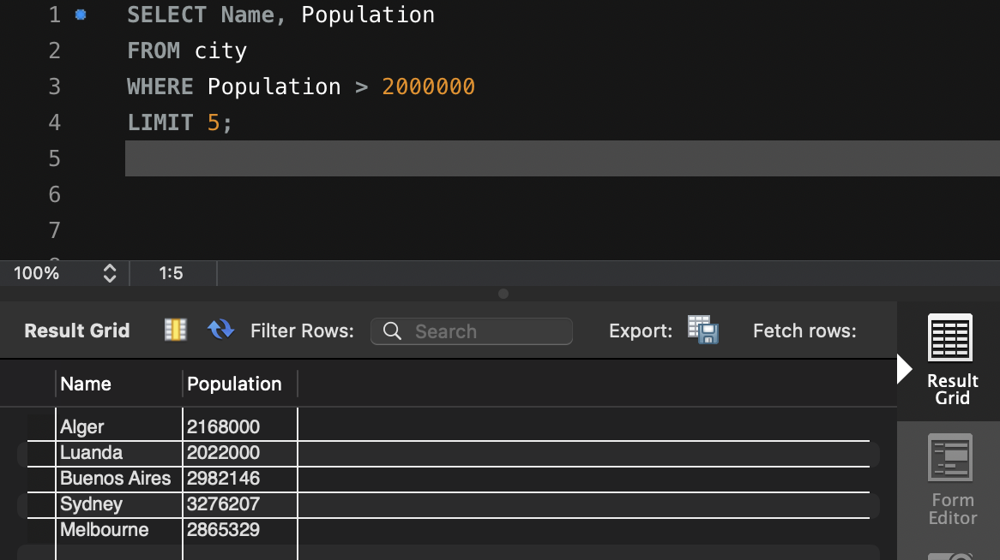 1 SELECT Name, Population
2 FROM city
3 WHERE Population > 2000000
4 LIMIT 5;
5
6
7
100% 1:5
Result Grid Filter Rows: Search Export: Fetch rows:
Name Population
Alger 2168000
Luanda 2022000
Buenos Aires 2982146
Sydney 3276207
Melbourne 2865329
Result
Grid
Form
Editor